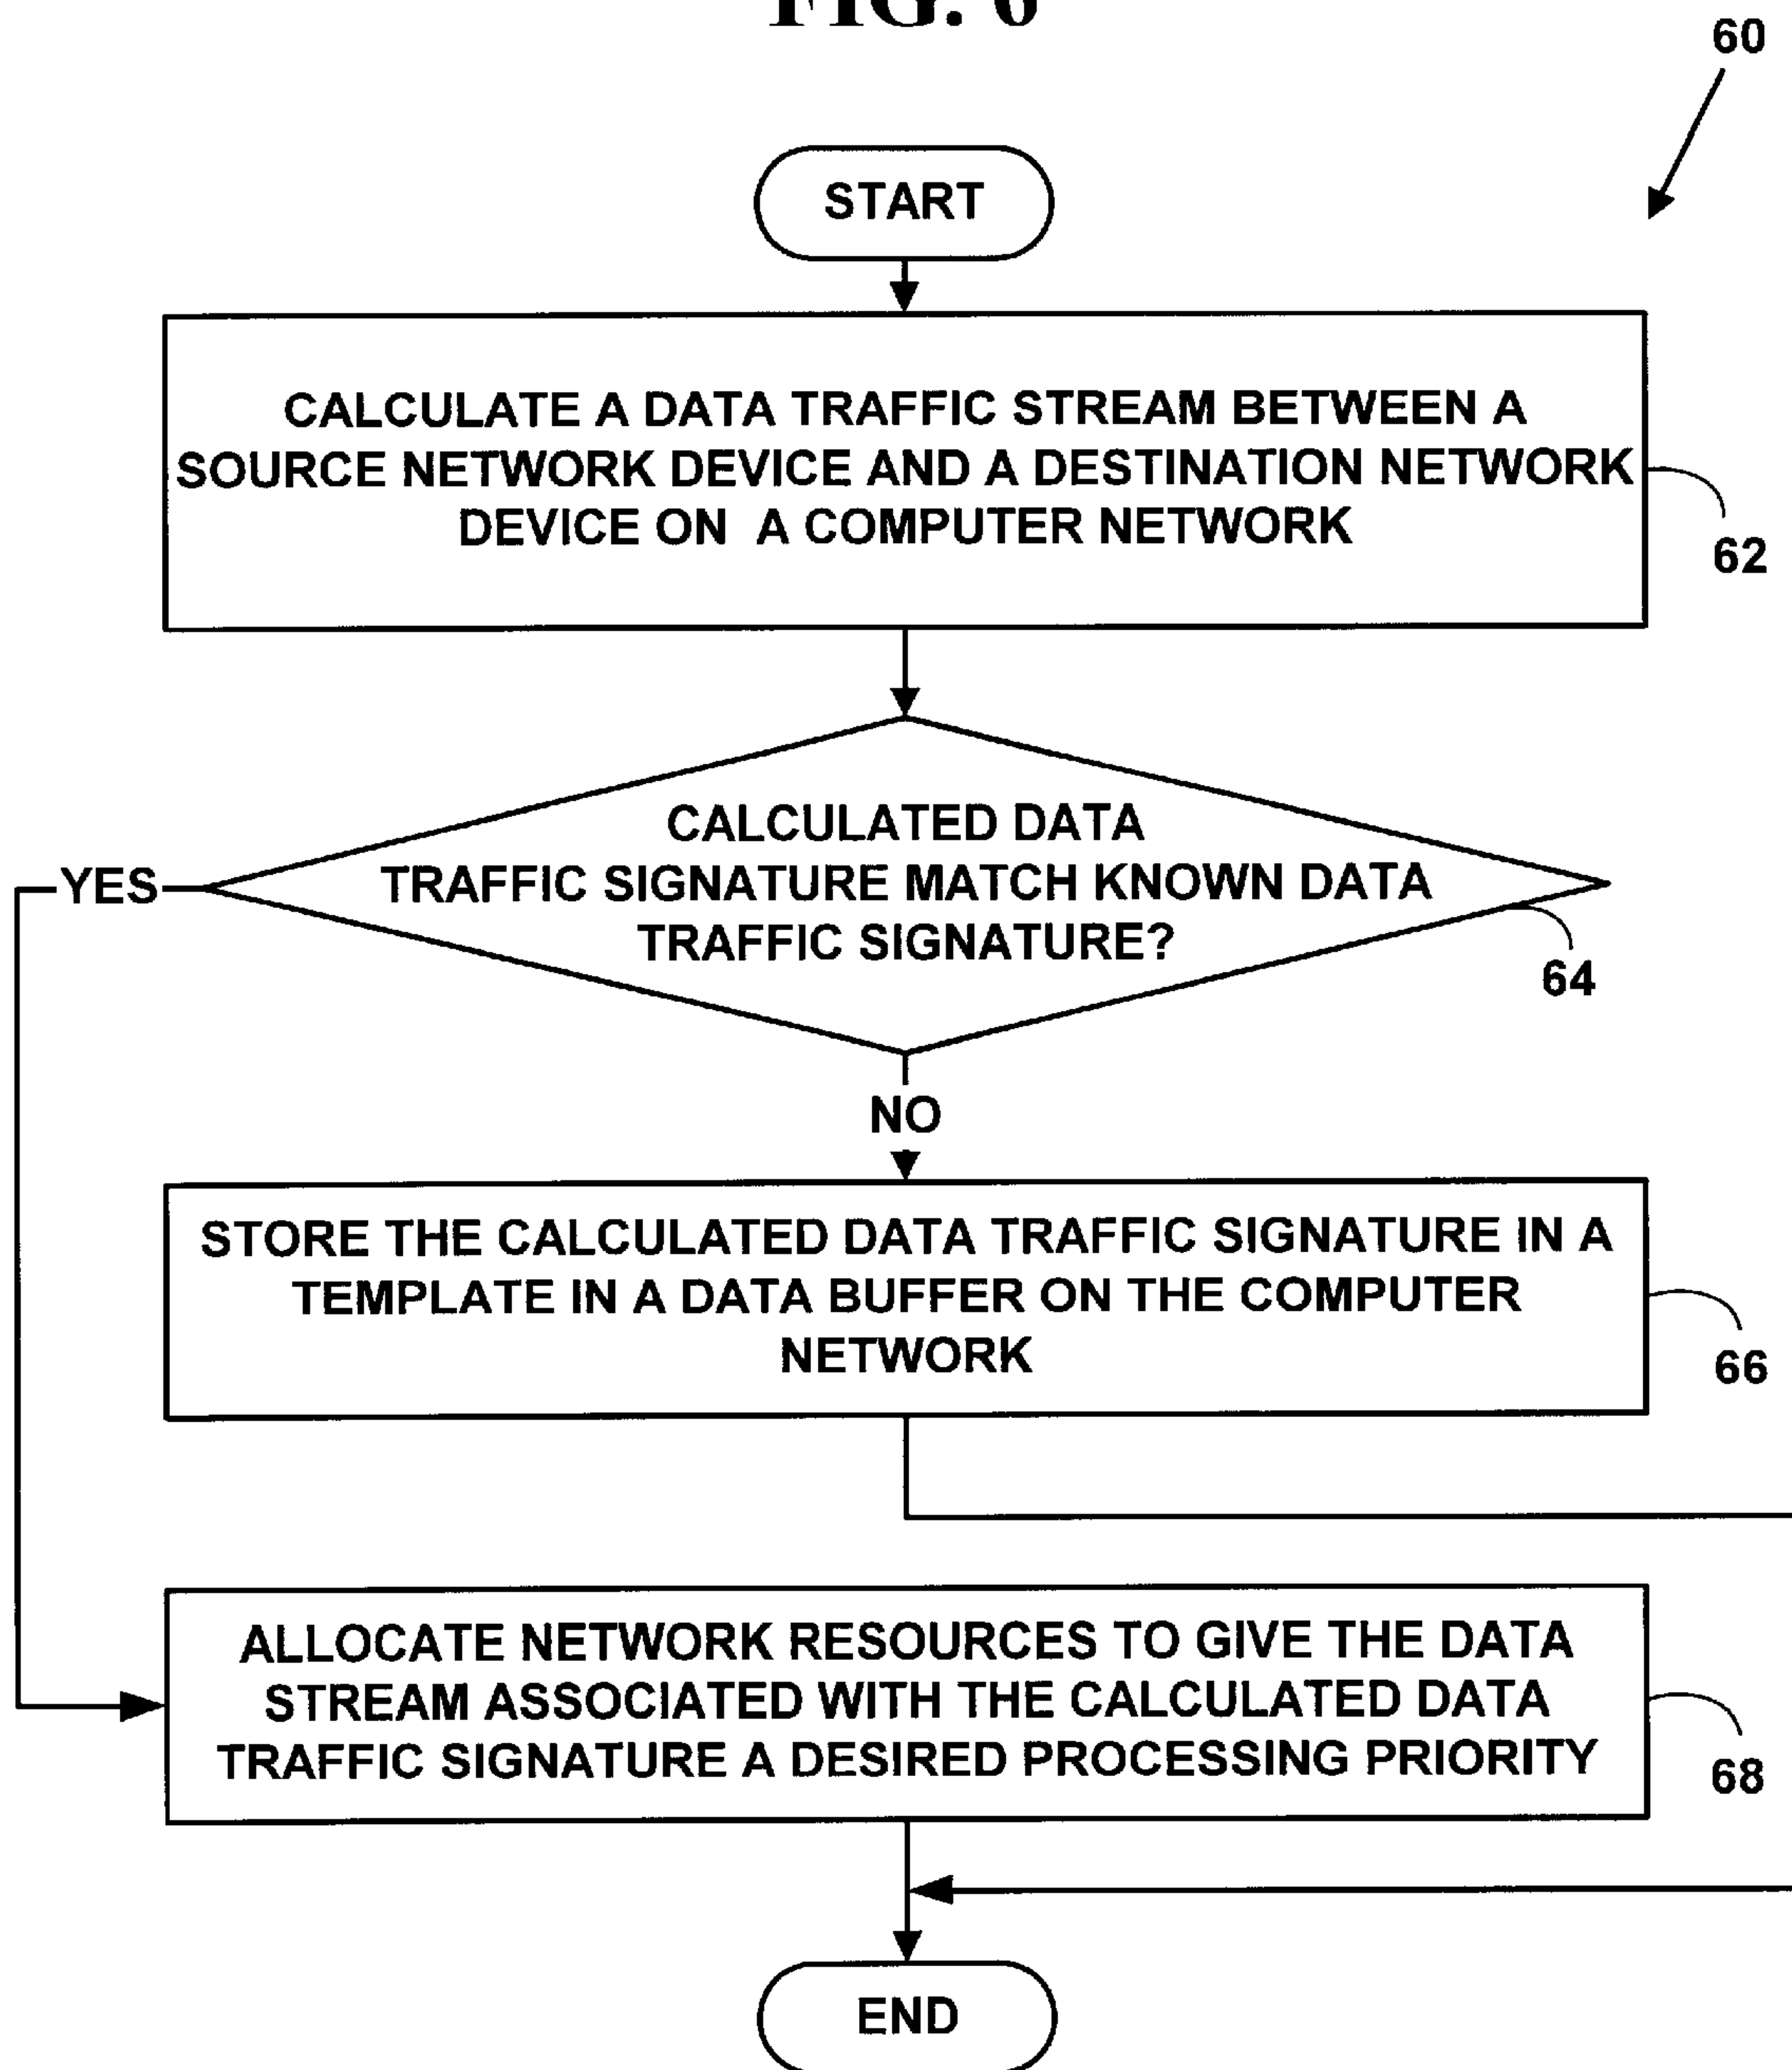 FIG. 6
60
START
CALCULATE A DATA TRAFFIC STREAM BETWEEN A
SOURCE NETWORK DEVICE AND A DESTINATION NETWORK
DEVICE ON A COMPUTER NETWORK
62
CALCULATED DATA
TRAFFIC SIGNATURE MATCH KNOWN DATA
TRAFFIC SIGNATURE?
YES
64
NO
STORE THE CALCULATED DATA TRAFFIC SIGNATURE IN A
TEMPLATE IN A DATA BUFFER ON THE COMPUTER
NETWORK
66
ALLOCATE NETWORK RESOURCES TO GIVE THE DATA
STREAM ASSOCIATED WITH THE CALCULATED DATA
TRAFFIC SIGNATURE A DESIRED PROCESSING PRIORITY
68
END